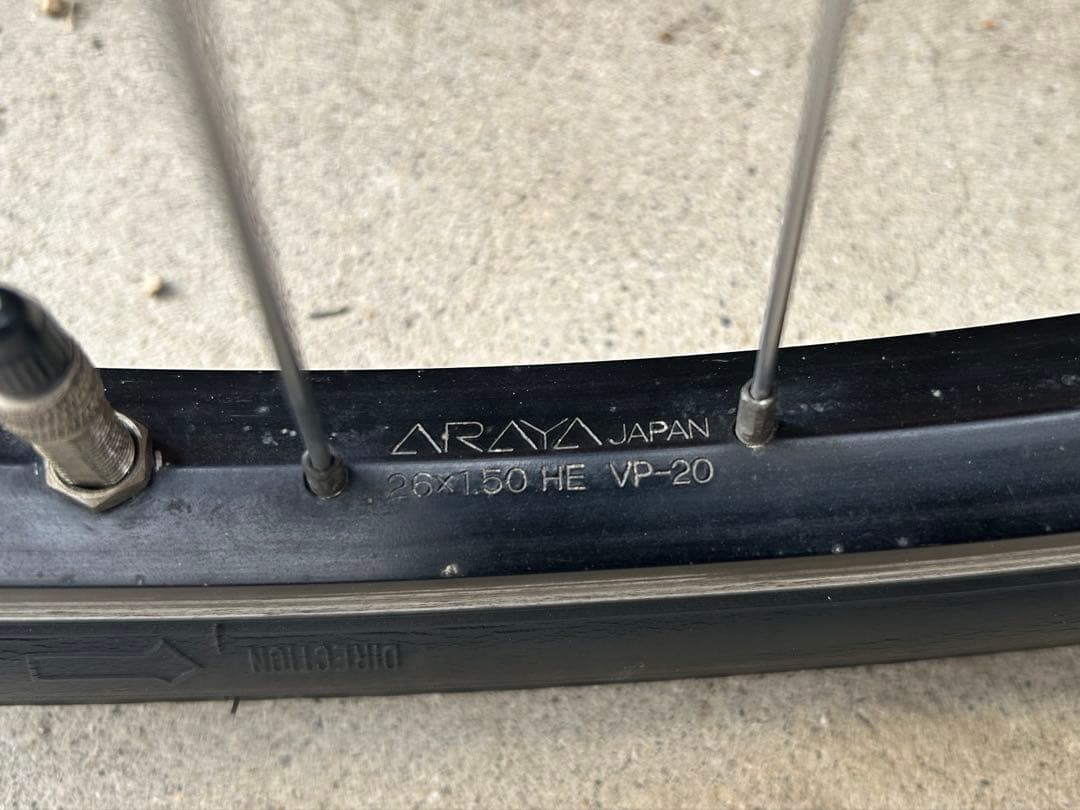 ARAYA JAPAN
26×1.50 HE VP-20
DIRECTION